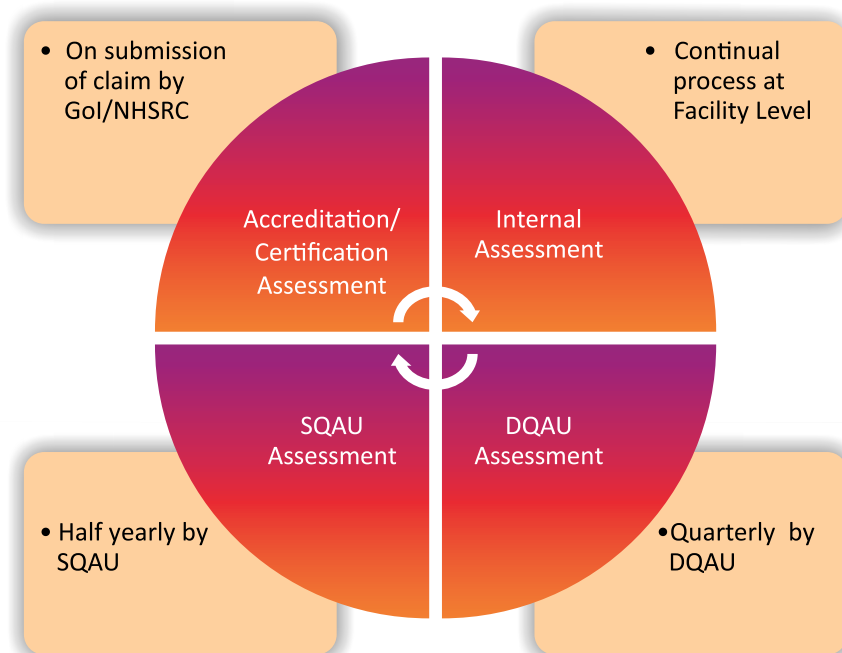 • On submission
of claim by
GoI/NHSRC
• Continual
process at
Facility Level
Accreditation/
Certification
Assessment
Internal
Assessment
SQAU
Assessment
DQAU
Assessment
• Half yearly by
SQAU
•Quarterly by
DQAU